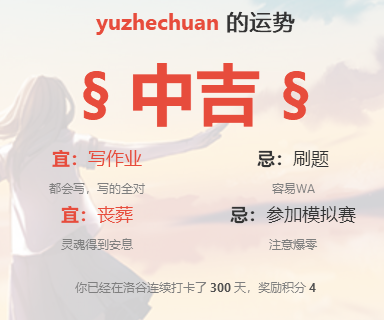 yuzhechuan 的运势
§ 中吉 §
宜：写作业 忌：刷题
都会写，写的全对 容易WA
宜：丧葬 忌：参加模拟赛
灵魂得到安息 注意爆零
你已经在洛谷连续打卡了 300 天，奖励积分 4